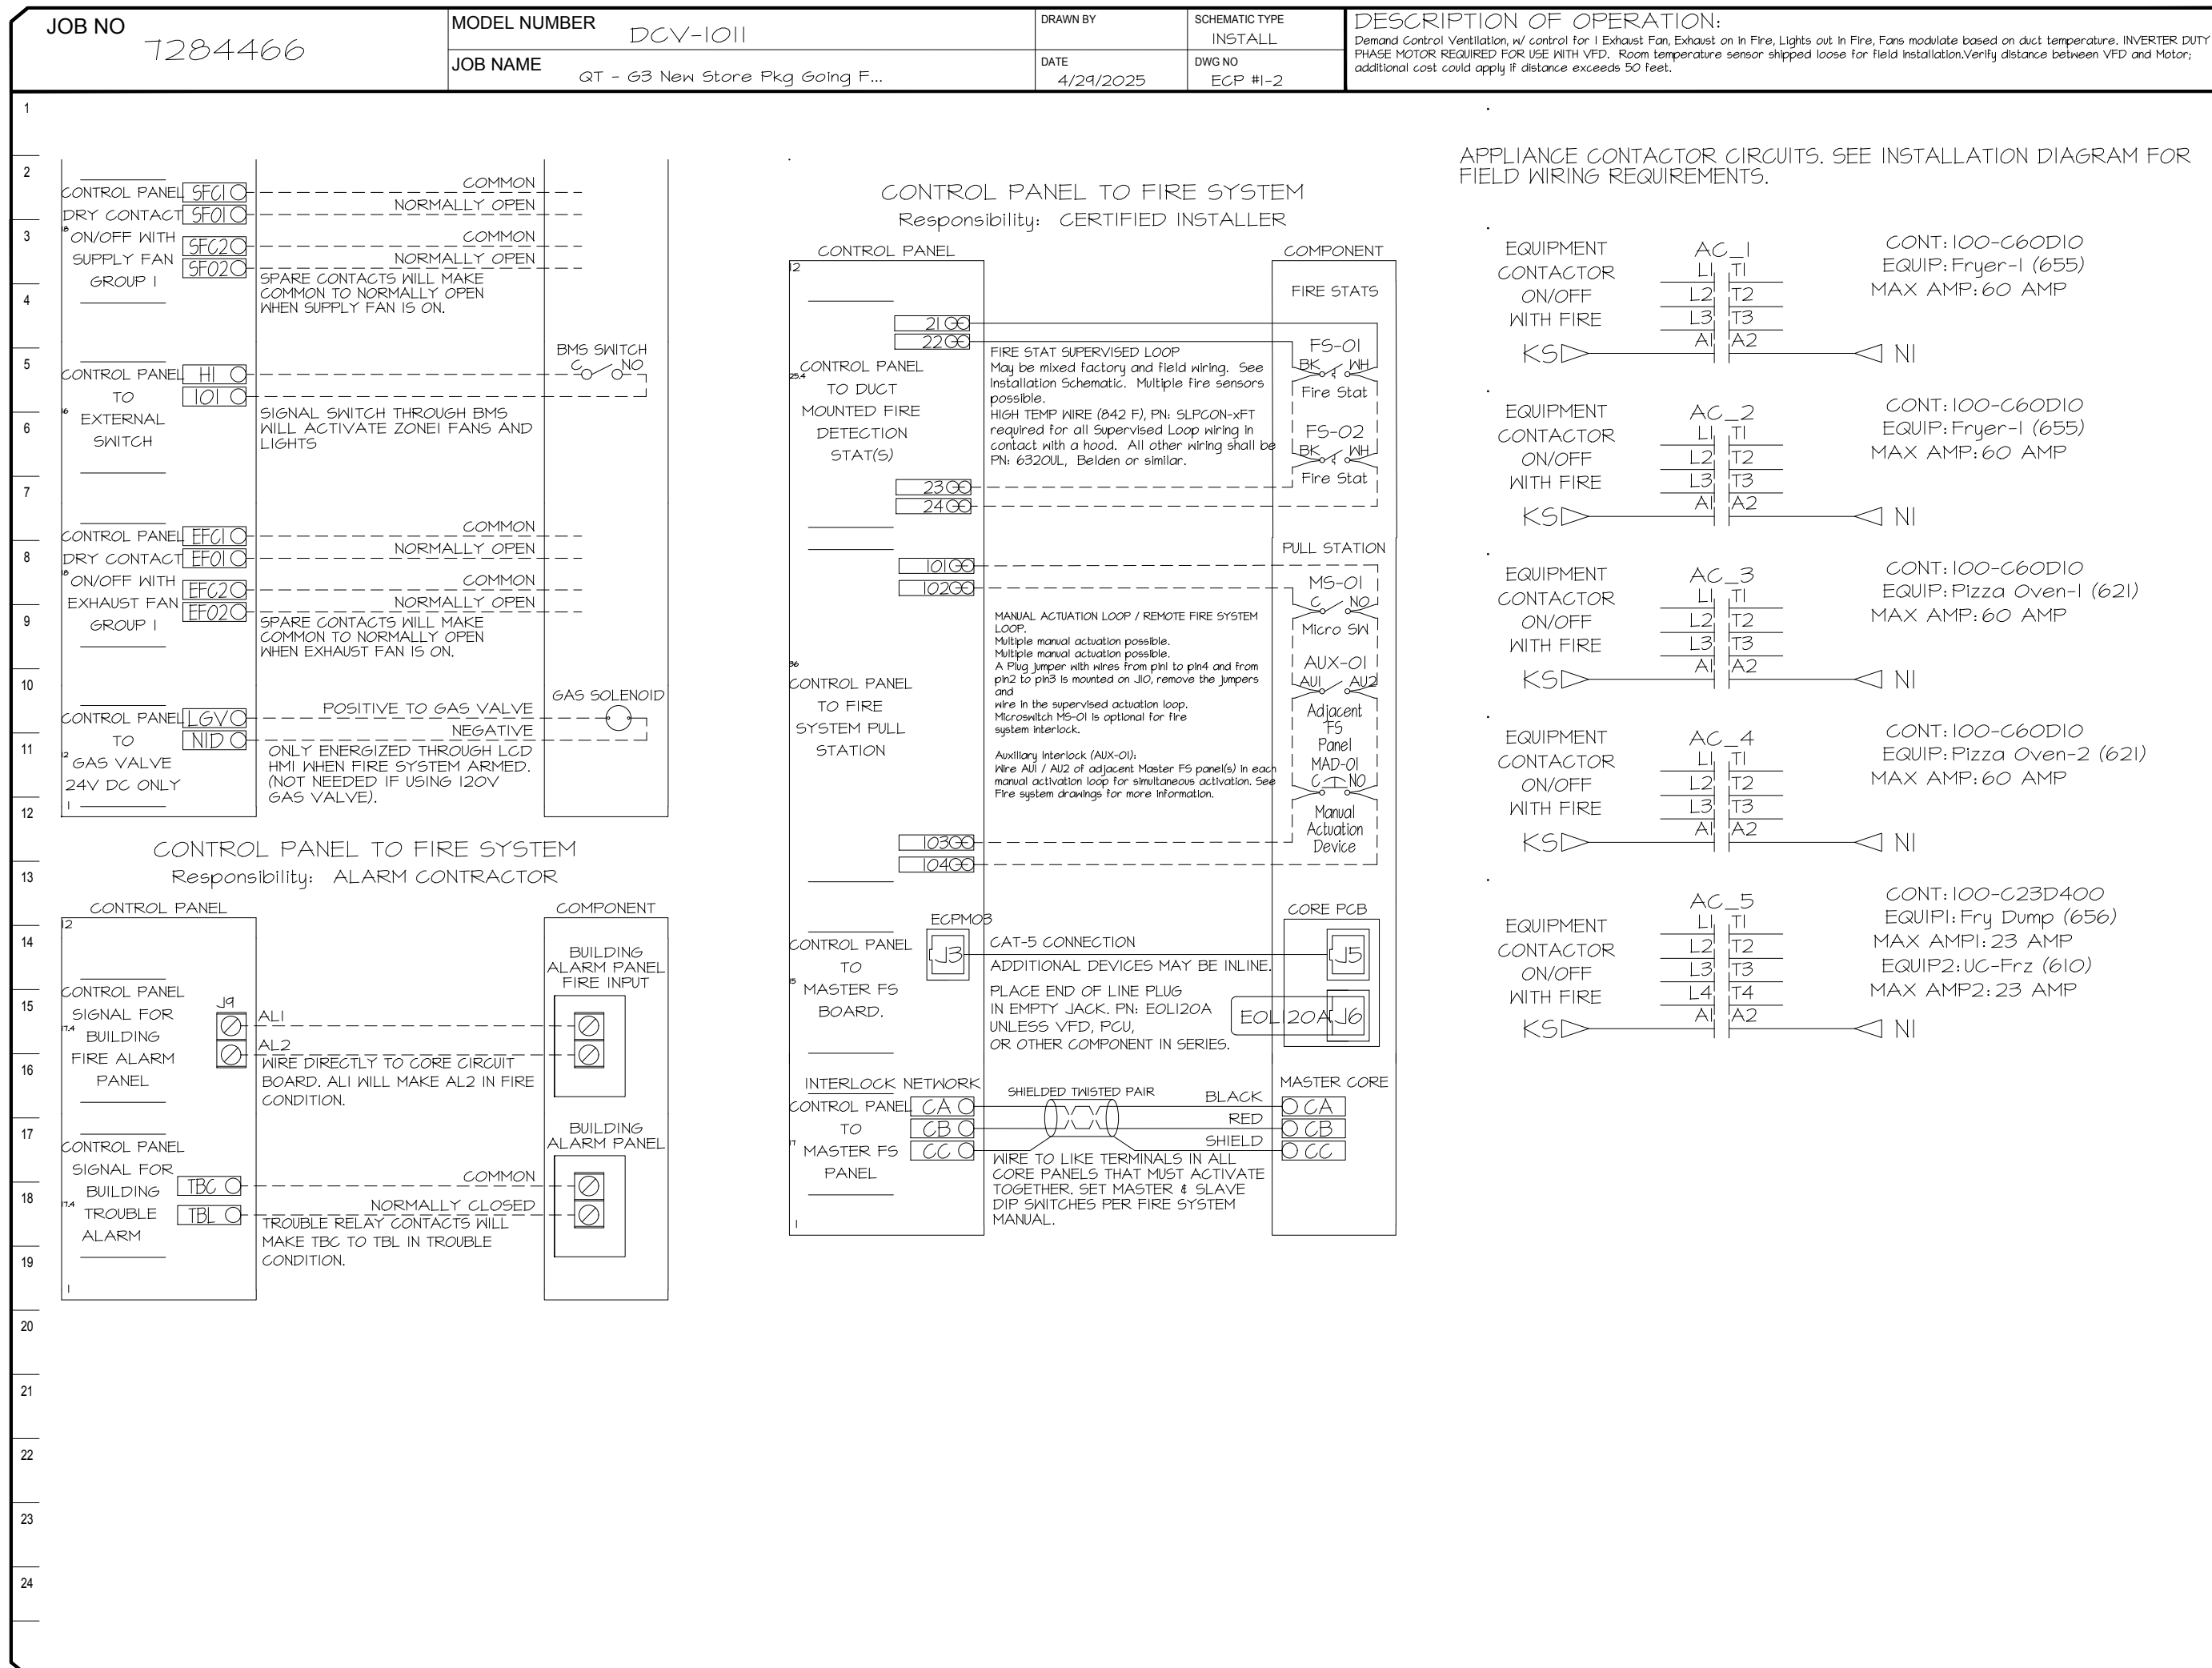 JOB NO
7284466
MODEL NUMBER
DCV-1011
JOB NAME
QT - G3 New Store Pkg Going F...
DRAWN BY
DATE
4/29/2025
SCHEMATIC TYPE
INSTALL
DWG NO
ECP #1-2
DESCRIPTION OF OPERATION:
Demand Control Ventilation, w/ control for 1 Exhaust Fan, Exhaust on in Fire, Lights out in Fire, Fans modulate based on duct temperature. INVERTER DUTY
PHASE MOTOR REQUIRED FOR USE WITH VFD. Room temperature sensor shipped loose for field installation.Verify distance between VFD and Motor;
additional cost could apply if distance exceeds 50 feet.
1
2
3
4
5
6
7
8
9
10
11
12
13
14
15
16
17
18
19
20
21
22
23
24
CONTROL PANEL
DRY CONTACT
18
ON/OFF WITH
SUPPLY FAN
GROUP 1
SFC1
SFO1
SFC2
SFO2
COMMON
NORMALLY OPEN
COMMON
NORMALLY OPEN
SPARE CONTACTS WILL MAKE
COMMON TO NORMALLY OPEN
WHEN SUPPLY FAN IS ON.
CONTROL PANEL
TO
16
EXTERNAL
SWITCH
H1
101
BMS SWITCH
C NO
SIGNAL SWITCH THROUGH BMS
WILL ACTIVATE ZONE1 FANS AND
LIGHTS
CONTROL PANEL
DRY CONTACT
18
ON/OFF WITH
EXHAUST FAN
GROUP 1
EFC1
EFO1
EFC2
EFO2
COMMON
NORMALLY OPEN
COMMON
NORMALLY OPEN
SPARE CONTACTS WILL MAKE
COMMON TO NORMALLY OPEN
WHEN EXHAUST FAN IS ON.
CONTROL PANEL
TO
12
GAS VALVE
24V DC ONLY
1
LGV
N1D
GAS SOLENOID
POSITIVE TO GAS VALVE
NEGATIVE
ONLY ENERGIZED THROUGH LCD
HMI WHEN FIRE SYSTEM ARMED.
(NOT NEEDED IF USING 120V
GAS VALVE).
CONTROL PANEL TO FIRE SYSTEM
Responsibility: ALARM CONTRACTOR
CONTROL PANEL
COMPONENT
12
CONTROL PANEL
SIGNAL FOR
17,4
BUILDING
FIRE ALARM
PANEL
J9
AL1
AL2
WIRE DIRECTLY TO CORE CIRCUIT
BOARD. AL1 WILL MAKE AL2 IN FIRE
CONDITION.
BUILDING
ALARM PANEL
FIRE INPUT
CONTROL PANEL
SIGNAL FOR
BUILDING
17,4
TROUBLE
ALARM
1
TBC
TBL
COMMON
NORMALLY CLOSED
TROUBLE RELAY CONTACTS WILL
MAKE TBC TO TBL IN TROUBLE
CONDITION.
BUILDING
ALARM PANEL
CONTROL PANEL TO FIRE SYSTEM
Responsibility: CERTIFIED INSTALLER
CONTROL PANEL
COMPONENT
12
21
22
CONTROL PANEL
25,4
TO DUCT
MOUNTED FIRE
DETECTION
STAT(S)
FIRE STAT SUPERVISED LOOP
May be mixed factory and field wiring. See
Installation Schematic. Multiple fire sensors
possible.
HIGH TEMP WIRE (842 F), PN: SLPCON-xFT
required for all Supervised Loop wiring in
contact with a hood. All other wiring shall be
PN: 6320UL, Belden or similar.
23
24
FIRE STATS
FS-01
BK WH
Fire Stat
FS-02
BK WH
Fire Stat
101
102
36
CONTROL PANEL
TO FIRE
SYSTEM PULL
STATION
MANUAL ACTUATION LOOP / REMOTE FIRE SYSTEM
LOOP.
Multiple manual actuation possible.
Multiple manual actuation possible.
A Plug jumper with wires from pin1 to pin4 and from
pin2 to pin3 is mounted on J10, remove the jumpers
and
wire in the supervised actuation loop.
Microswitch MS-01 is optional for fire
system interlock.
Auxiliary Interlock (AUX-01):
Wire AU1 / AU2 of adjacent Master FS panel(s) in each
manual activation loop for simultaneous activation. See
Fire system drawings for more information.
103
104
PULL STATION
MS-01
C NO
Micro SW
AUX-01
AU1 AU2
Adjacent
FS
Panel
MAD-01
C NO
Manual
Actuation
Device
CONTROL PANEL
TO
15
MASTER FS
BOARD.
ECPM03
J3
CAT-5 CONNECTION
ADDITIONAL DEVICES MAY BE INLINE.
PLACE END OF LINE PLUG
IN EMPTY JACK. PN: EOL120A
UNLESS VFD, PCU,
OR OTHER COMPONENT IN SERIES.
CORE PCB
J5
EOL120A
J6
INTERLOCK NETWORK
CONTROL PANEL
TO
17
MASTER FS
PANEL
1
CA
CB
CC
SHIELDED TWISTED PAIR
BLACK
RED
SHIELD
WIRE TO LIKE TERMINALS IN ALL
CORE PANELS THAT MUST ACTIVATE
TOGETHER. SET MASTER & SLAVE
DIP SWITCHES PER FIRE SYSTEM
MANUAL.
MASTER CORE
CA
CB
CC
APPLIANCE CONTACTOR CIRCUITS. SEE INSTALLATION DIAGRAM FOR
FIELD WIRING REQUIREMENTS.
EQUIPMENT
CONTACTOR
ON/OFF
WITH FIRE
AC_1
L1 T1
L2 T2
L3 T3
A1 A2
KS N1
CONT:100-C60D10
EQUIP:Fryer-1 (655)
MAX AMP:60 AMP
EQUIPMENT
CONTACTOR
ON/OFF
WITH FIRE
AC_2
L1 T1
L2 T2
L3 T3
A1 A2
KS N1
CONT:100-C60D10
EQUIP:Fryer-1 (655)
MAX AMP:60 AMP
EQUIPMENT
CONTACTOR
ON/OFF
WITH FIRE
AC_3
L1 T1
L2 T2
L3 T3
A1 A2
KS N1
CONT:100-C60D10
EQUIP:Pizza Oven-1 (621)
MAX AMP:60 AMP
EQUIPMENT
CONTACTOR
ON/OFF
WITH FIRE
AC_4
L1 T1
L2 T2
L3 T3
A1 A2
KS N1
CONT:100-C60D10
EQUIP:Pizza Oven-2 (621)
MAX AMP:60 AMP
EQUIPMENT
CONTACTOR
ON/OFF
WITH FIRE
AC_5
L1 T1
L2 T2
L3 T3
L4 T4
A1 A2
KS N1
CONT:100-C23D400
EQUIP1:Fry Dump (656)
MAX AMP1:23 AMP
EQUIP2:UC-Frz (610)
MAX AMP2:23 AMP